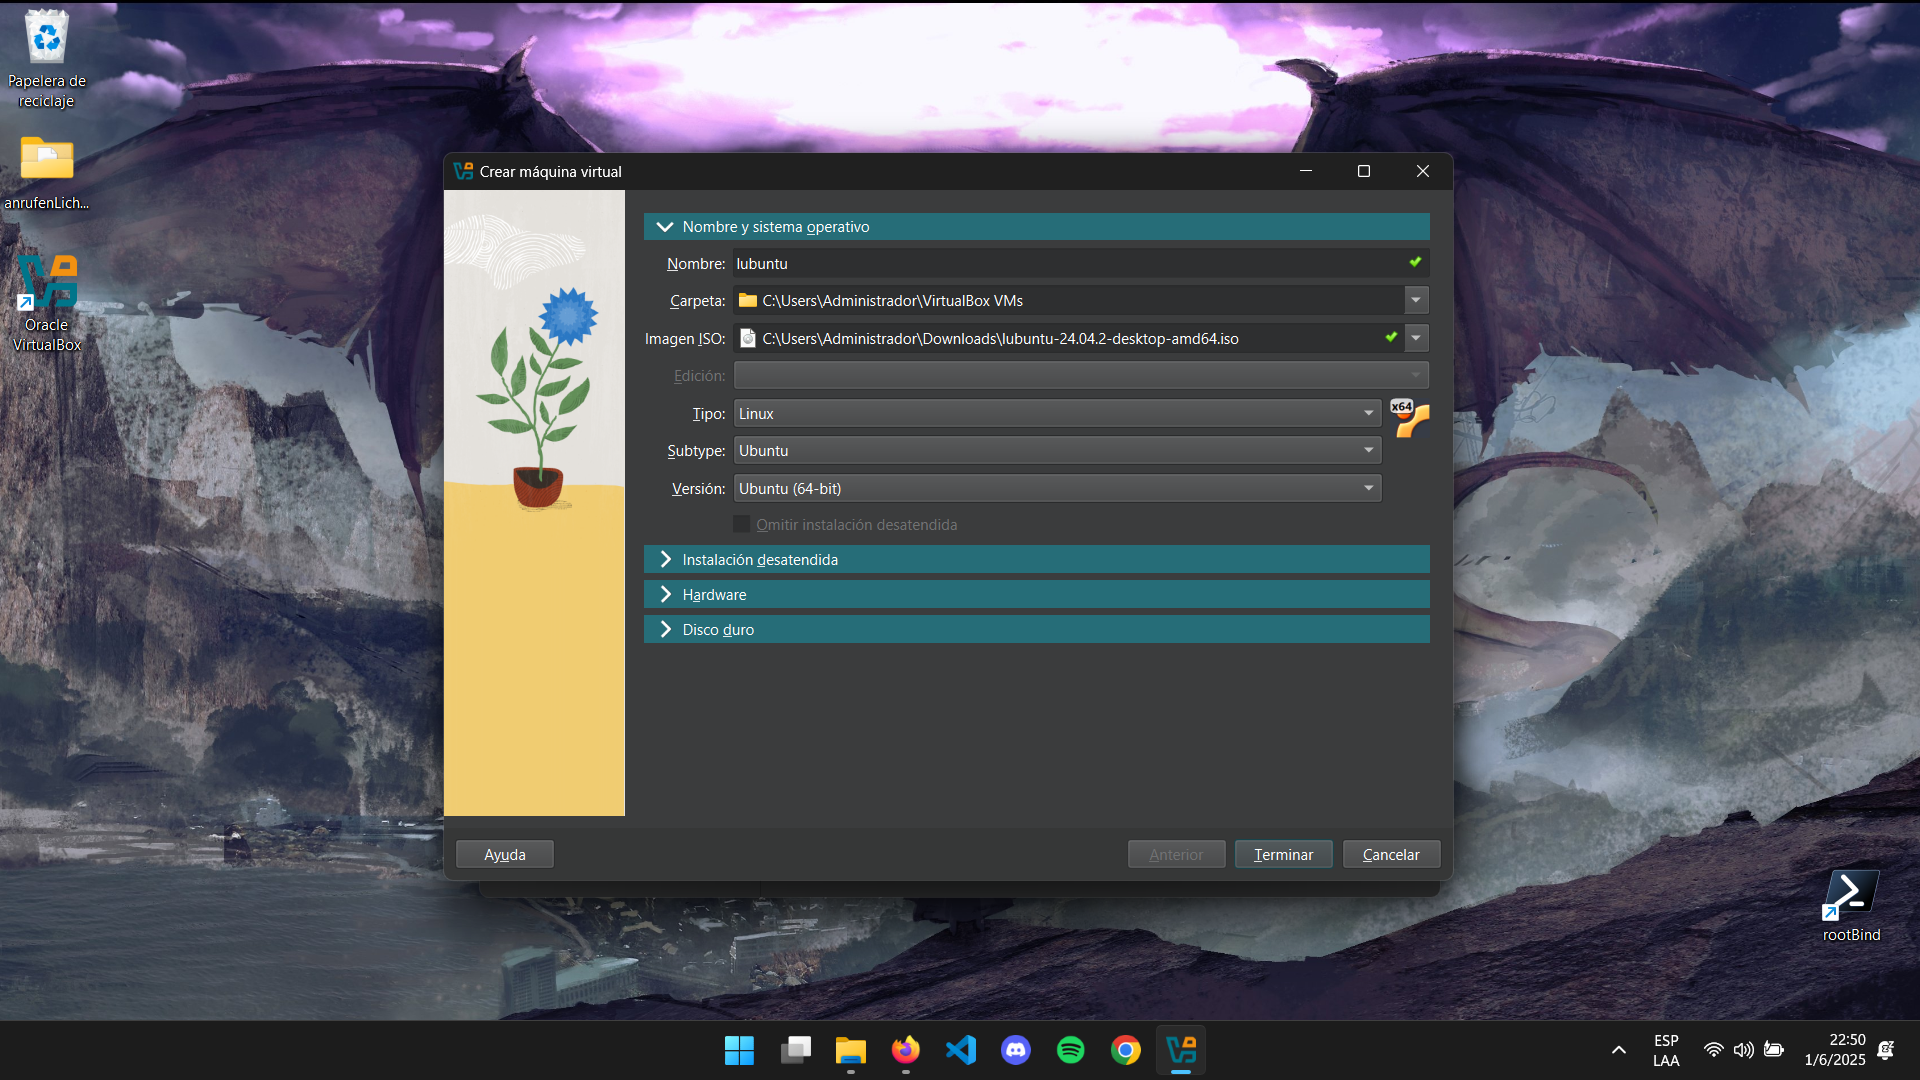 Papelera de
reciclaje
anrufenLich...
Oracle
VirtualBox
Crear máquina virtual
Nombre y sistema operativo
Nombre: lubuntu
Carpeta: C:\Users\Administrador\VirtualBox VMs
Imagen ISO: C:\Users\Administrador\Downloads\lubuntu-24.04.2-desktop-amd64.iso
Edición:
Tipo: Linux
x64
Subtype: Ubuntu
Versión: Ubuntu (64-bit)
Omitir instalación desatendida
Instalación desatendida
Hardware
Disco duro
Ayuda
Anterior
Terminar
Cancelar
rootBind
ESP
LAA
22:50
1/6/2025